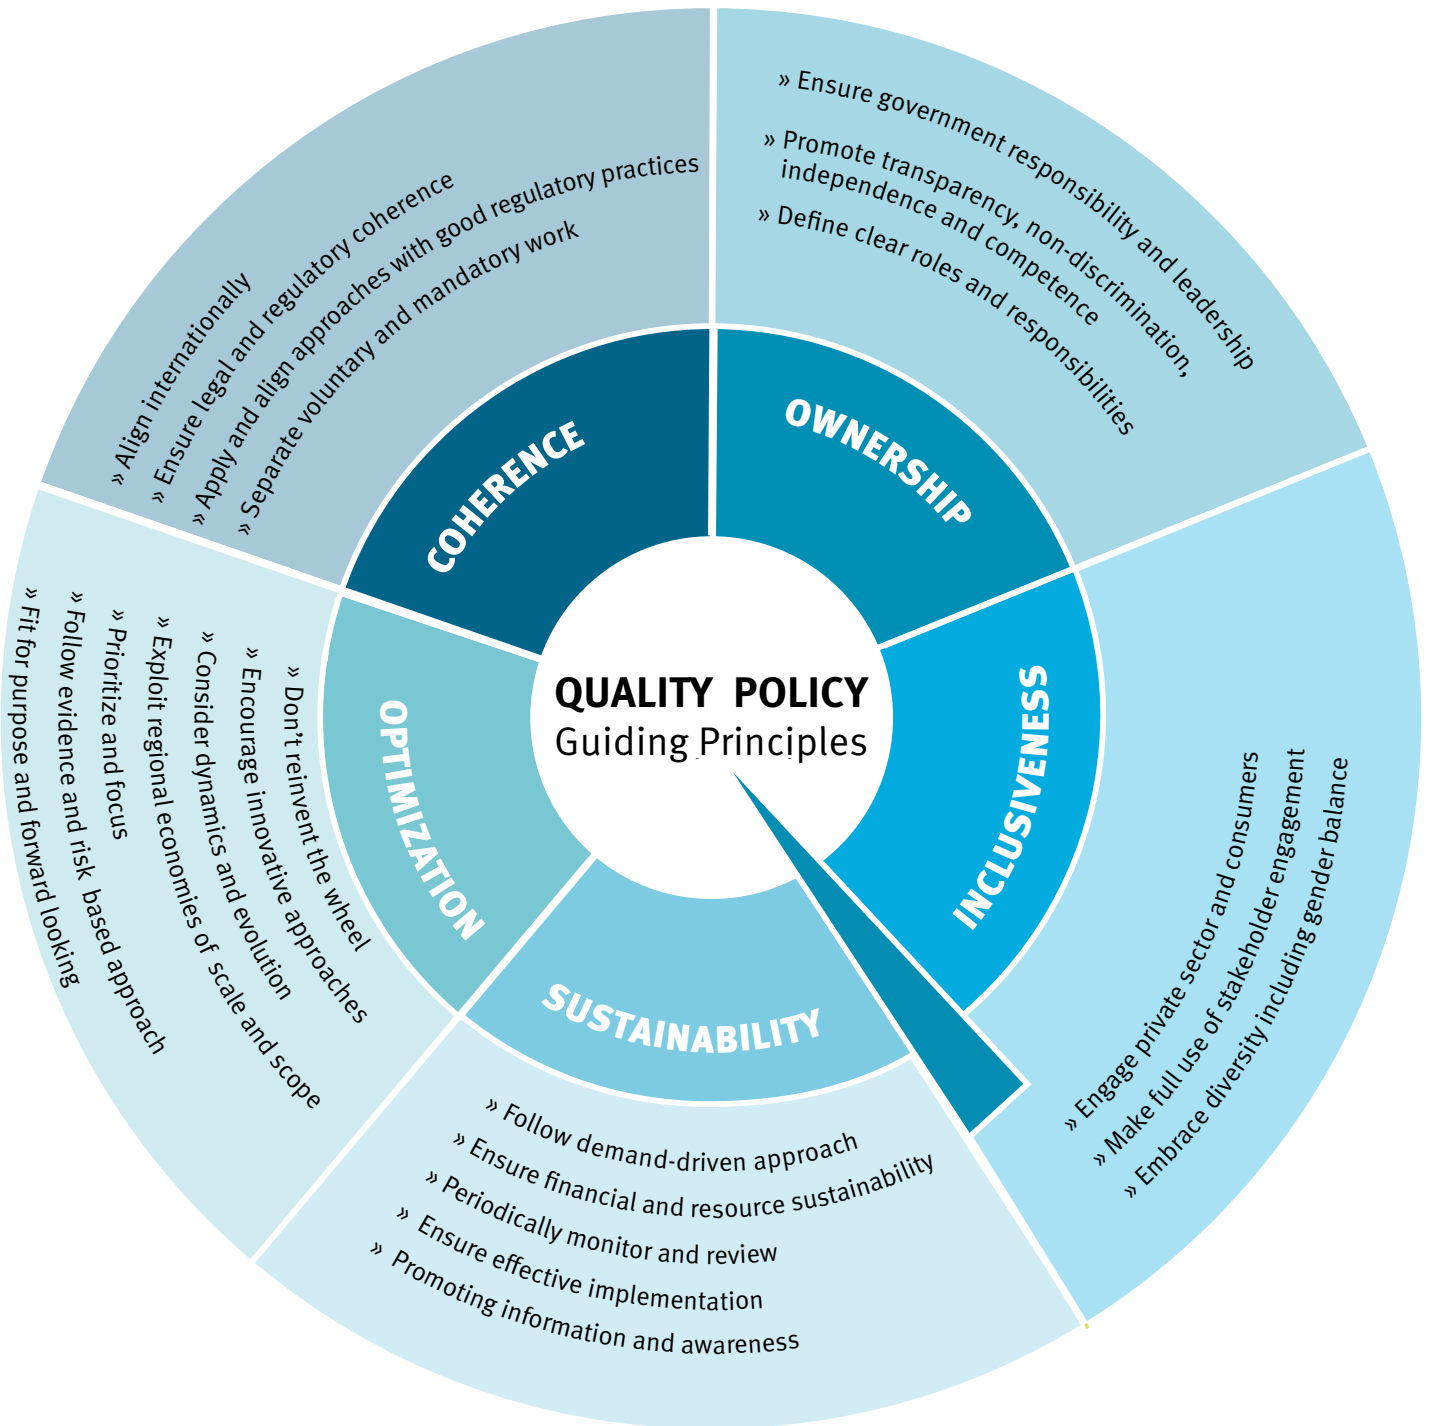 QUALITY POLICY
Guiding Principles
OWNERSHIP
» Ensure government responsibility and leadership
» Promote transparency, non-discrimination,
independence and competence
» Define clear roles and responsibilities
INCLUSIVENESS
» Engage private sector and consumers
» Make full use of stakeholder engagement
» Embrace diversity including gender balance
SUSTAINABILITY
» Follow demand-driven approach
» Ensure financial and resource sustainability
» Periodically monitor and review
» Ensure effective implementation
» Promoting information and awareness
OPTIMIZATION
» Fit for purpose and forward looking
» Follow evidence and risk based approach
» Prioritize and focus
» Exploit regional economies of scale and scope
» Consider dynamics and evolution
» Encourage innovative approaches
» Don't reinvent the wheel
COHERENCE
» Align internationally
» Ensure legal and regulatory coherence
» Apply and align approaches with good regulatory practices
» Separate voluntary and mandatory work